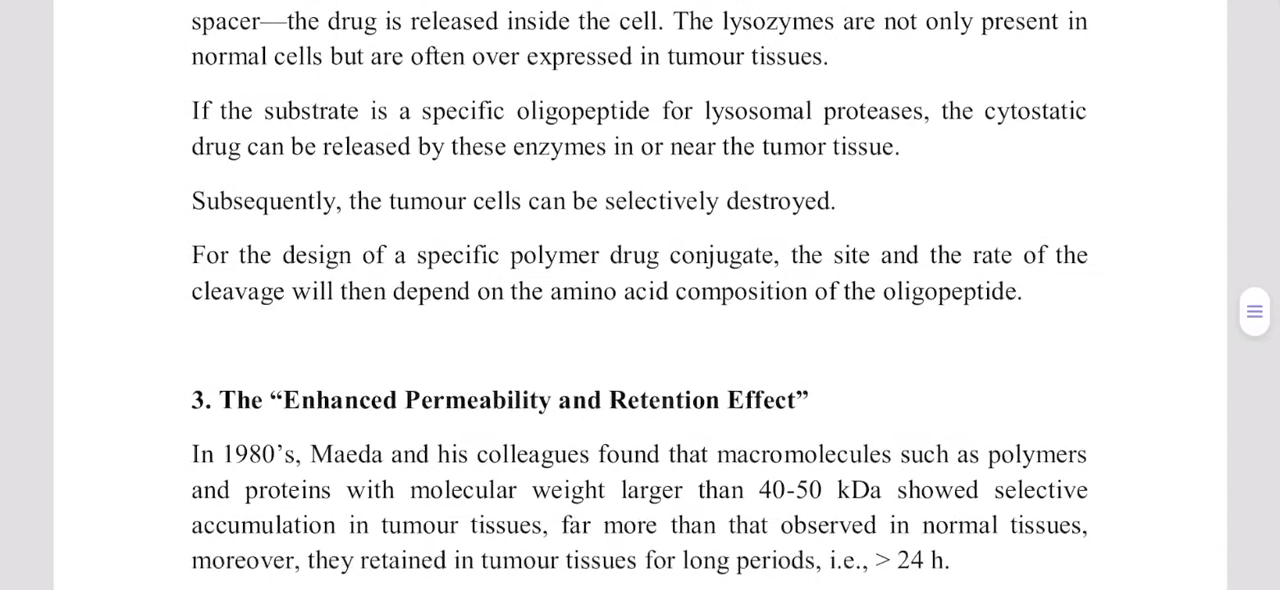 spacer—the drug is released inside the cell. The lysozymes are not only present in
normal cells but are often over expressed in tumour tissues.
If the substrate is a specific oligopeptide for lysosomal proteases, the cytostatic
drug can be released by these enzymes in or near the tumor tissue.
Subsequently, the tumour cells can be selectively destroyed.
For the design of a specific polymer drug conjugate, the site and the rate of the
cleavage will then depend on the amino acid composition of the oligopeptide.
3. The “Enhanced Permeability and Retention Effect”
In 1980’s, Maeda and his colleagues found that macromolecules such as polymers
and proteins with molecular weight larger than 40-50 kDa showed selective
accumulation in tumour tissues, far more than that observed in normal tissues,
moreover, they retained in tumour tissues for long periods, i.e., > 24 h.